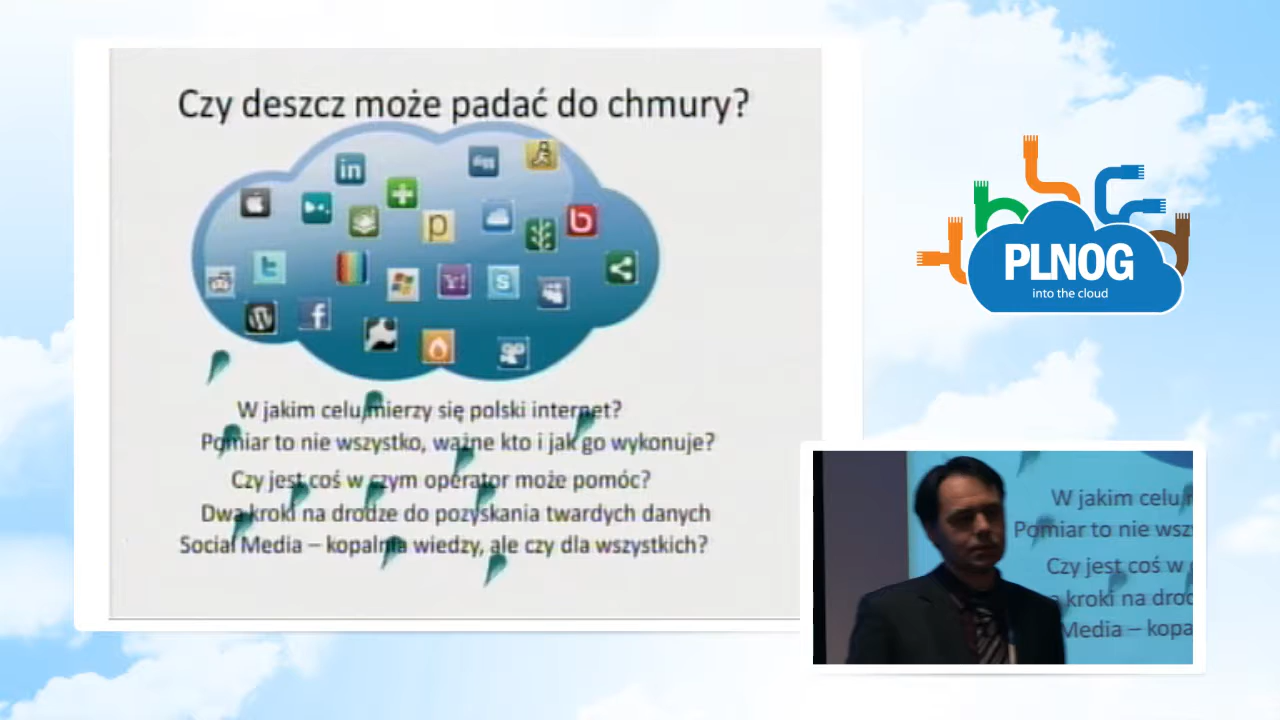 Czy deszcz może padać do chmury?
in
p
b
t
Y!
S
W
f
W jakim celu mierzy się polski internet?
Pomiar to nie wszystko, ważne kto i jak go wykonuje?
Czy jest coś w czym operator może pomóc?
Dwa kroki na drodze do pozyskania twardych danych
Social Media – kopalnia wiedzy, ale czy dla wszystkich?
PLNOG
into the cloud
W jakim celu
Pomiar to nie wsz
Czy jest coś w
kroki na drod
Media – kopa